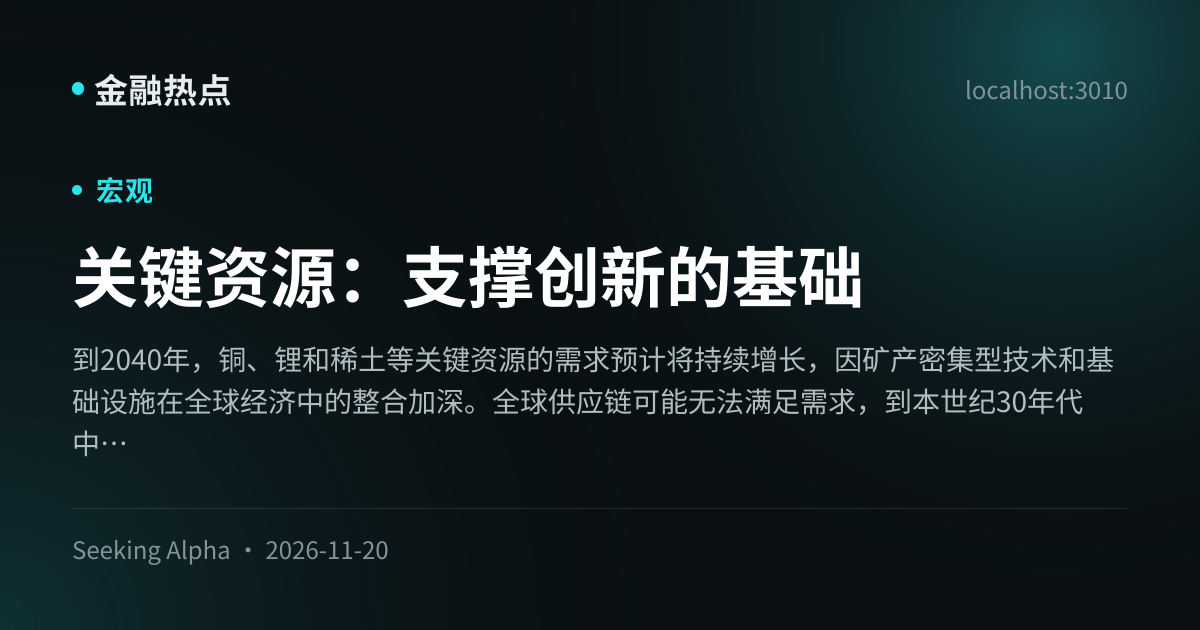 金融热点
localhost:3010
宏观
关键资源：支撑创新的基础
到2040年，铜、锂和稀土等关键资源的需求预计将持续增长，因矿产密集型技术和基
础设施在全球经济中的整合加深。全球供应链可能无法满足需求，到本世纪30年代
中…
Seeking Alpha · 2026-11-20